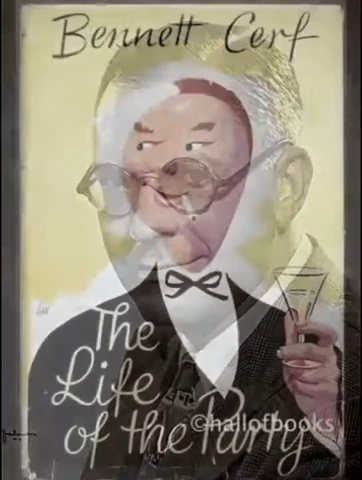 Bennett Cerf
The
Life
of the Party
©hallofbooks